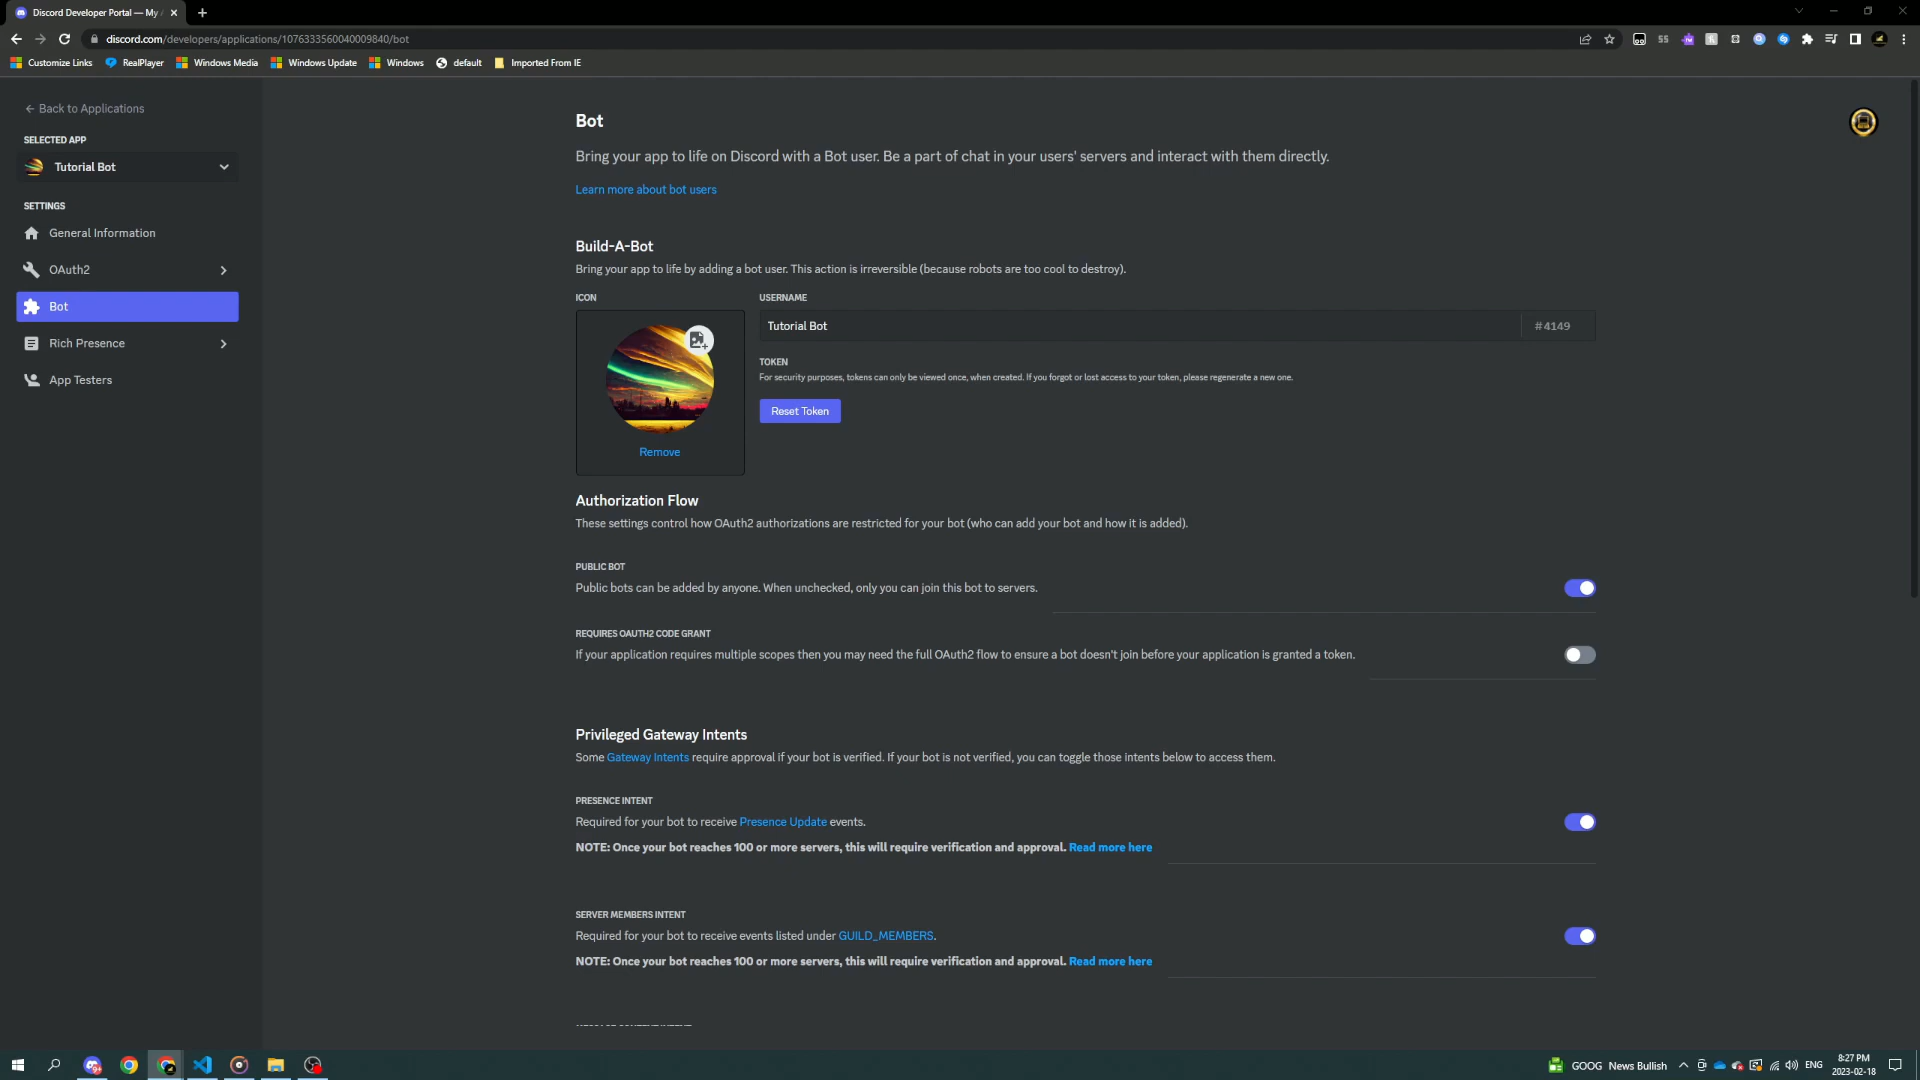 Discord Developer Portal — My A
discord.com/developers/applications/1076333560040009840/bot
Customize Links
RealPlayer
Windows Media
Windows Update
Windows
default
Imported From IE
Back to Applications
SELECTED APP
Tutorial Bot
SETTINGS
General Information
OAuth2
Bot
Rich Presence
App Testers
Bot
Bring your app to life on Discord with a Bot user. Be a part of chat in your users' servers and interact with them directly.
Learn more about bot users
Build-A-Bot
Bring your app to life by adding a bot user. This action is irreversible (because robots are too cool to destroy).
ICON
Remove
USERNAME
Tutorial Bot
#4149
TOKEN
For security purposes, tokens can only be viewed once, when created. If you forgot or lost access to your token, please regenerate a new one.
Reset Token
Authorization Flow
These settings control how OAuth2 authorizations are restricted for your bot (who can add your bot and how it is added).
PUBLIC BOT
Public bots can be added by anyone. When unchecked, only you can join this bot to servers.
REQUIRES OAUTH2 CODE GRANT
If your application requires multiple scopes then you may need the full OAuth2 flow to ensure a bot doesn't join before your application is granted a token.
Privileged Gateway Intents
Some Gateway Intents require approval if your bot is verified. If your bot is not verified, you can toggle those intents below to access them.
PRESENCE INTENT
Required for your bot to receive Presence Update events.
NOTE: Once your bot reaches 100 or more servers, this will require verification and approval. Read more here
SERVER MEMBERS INTENT
Required for your bot to receive events listed under GUILD_MEMBERS.
NOTE: Once your bot reaches 100 or more servers, this will require verification and approval. Read more here
GOOG News Bullish
ENG
8:27 PM
2023-02-18